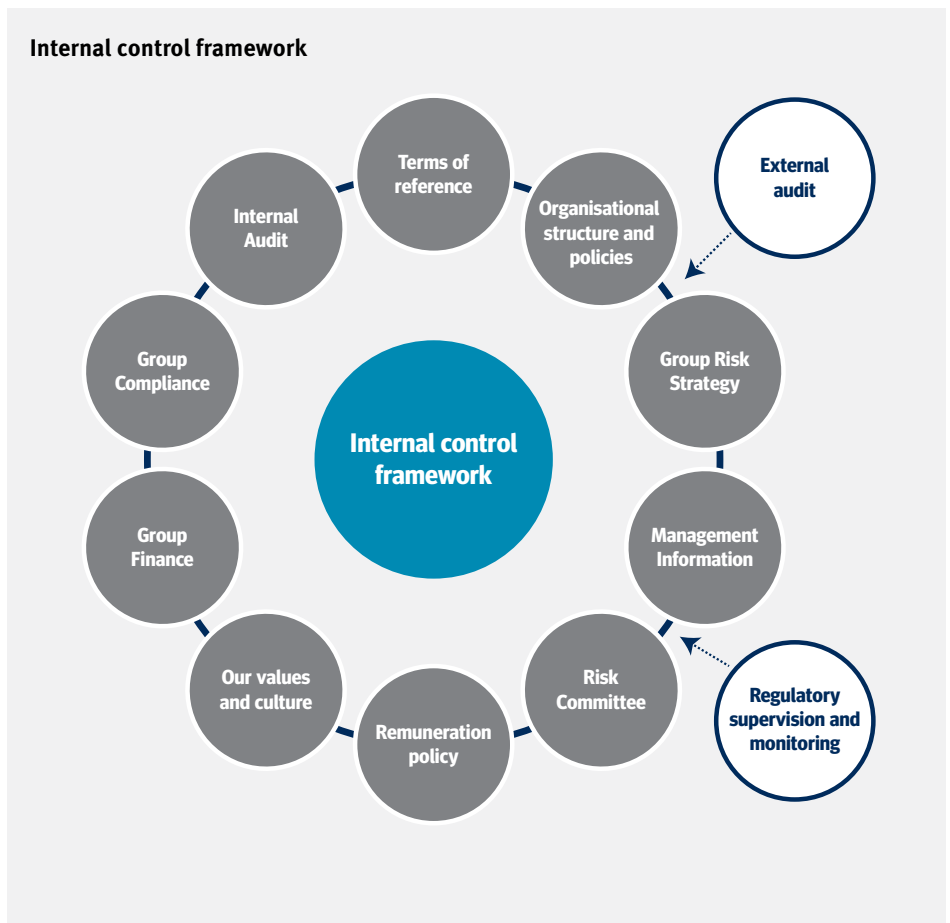 Internal control framework
Terms of
reference
External
audit
Organisational
structure and
policies
Internal
Audit
Group Risk
Strategy
Group
Compliance
Internal control
framework
Management
Information
Group
Finance
Risk
Committee
Our values
and culture
Remuneration
policy
Regulatory
supervision and
monitoring